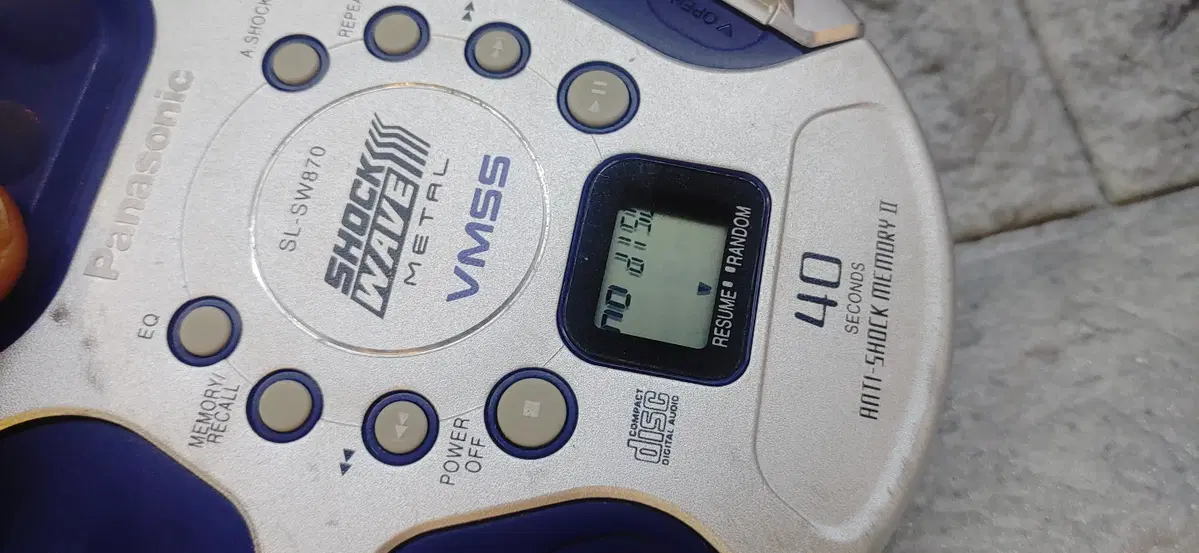 Panasonic
A.SHOCK
REPEA
▷ OPEN
SL-SW870
SHOCK
WAVE
METAL
VMSS
EQ
MEMORY/
RECALL
POWER
OFF
no diSC
RESUME RANDOM
COMPACT
disc
DIGITAL AUDIO
40
SECONDS
ANTI-SHOCK MEMORY II